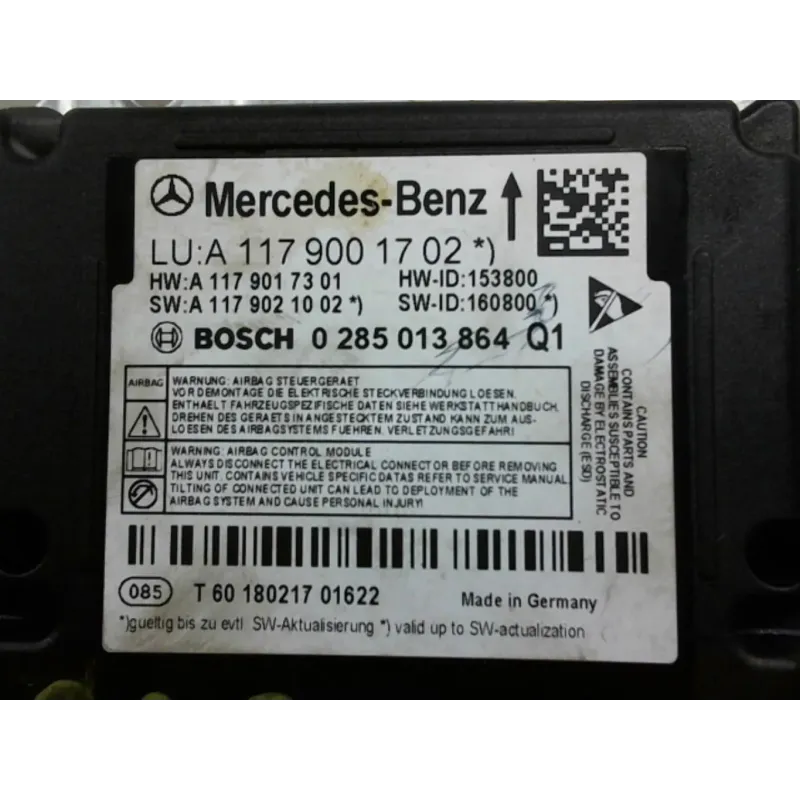 Mercedes-Benz
LU:A 117 900 17 02 *)
HW:A 117 901 73 01 HW-ID:153800
SW:A 117 902 10 02 *) SW-ID:160800 *)
BOSCH 0 285 013 864 Q1
AIRBAG
WARNUNG: AIRBAG STEUERGERAET
VOR DEMONTAGE DIE ELEKTRISCHE STECKVERBINDUNG LOESEN.
ENTHAELT FAHRZEUGSPEZIFISCHE DATEN SIEHE WERKSTATTHANDBUCH.
DREHEN DES GERAETS IN ANGESTECKTEM ZUSTAND KANN ZUM AUS-
LOESEN DES AIRBAGSYSTEMS FUEHREN. VERLETZUNGSGEFAHR!
WARNING: AIRBAG CONTROL MODULE
ALWAYS DISCONNECT THE ELECTRICAL CONNECTOR BEFORE REMOVING
THIS UNIT. CONTAINS VEHICLE SPECIFIC DATAS REFER TO SERVICE MANUAL.
TILTING OF CONNECTED UNIT CAN LEAD TO DEPLOYMENT OF THE
AIRBAG SYSTEM AND CAUSE PERSONAL INJURY!
CAUTION
CONTAINS PARTS AND
ASSEMBLIES SUSCEPTIBLE TO
DAMAGE BY ELECTROSTATIC
DISCHARGE (ESD)
085 T 60 180217 01622 Made in Germany
*)gueltig bis zu evtl. SW-Aktualisierung *) valid up to SW-actualization